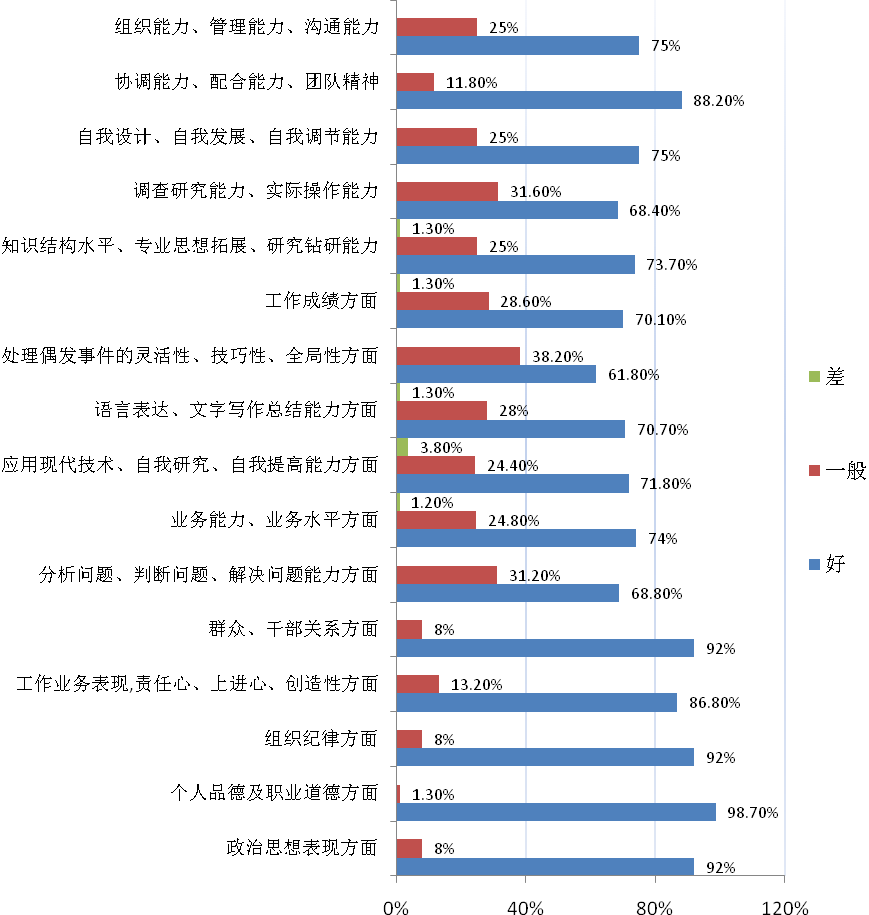 组织能力、管理能力、沟通能力
25%
75%
协调能力、配合能力、团队精神
11.80%
88.20%
自我设计、自我发展、自我调节能力
25%
75%
调查研究能力、实际操作能力
31.60%
68.40%
知识结构水平、专业思想拓展、研究钻研能力
1.30%
25%
73.70%
工作成绩方面
1.30%
28.60%
70.10%
处理偶发事件的灵活性、技巧性、全局性方面
38.20%
61.80%
语言表达、文字写作总结能力方面
1.30%
28%
70.70%
应用现代技术、自我研究、自我提高能力方面
3.80%
24.40%
71.80%
业务能力、业务水平方面
1.20%
24.80%
74%
分析问题、判断问题、解决问题能力方面
31.20%
68.80%
群众、干部关系方面
8%
92%
工作业务表现,责任心、上进心、创造性方面
13.20%
86.80%
组织纪律方面
8%
92%
个人品德及职业道德方面
1.30%
98.70%
政治思想表现方面
8%
92%
0%
40%
80%
120%
差
一般
好